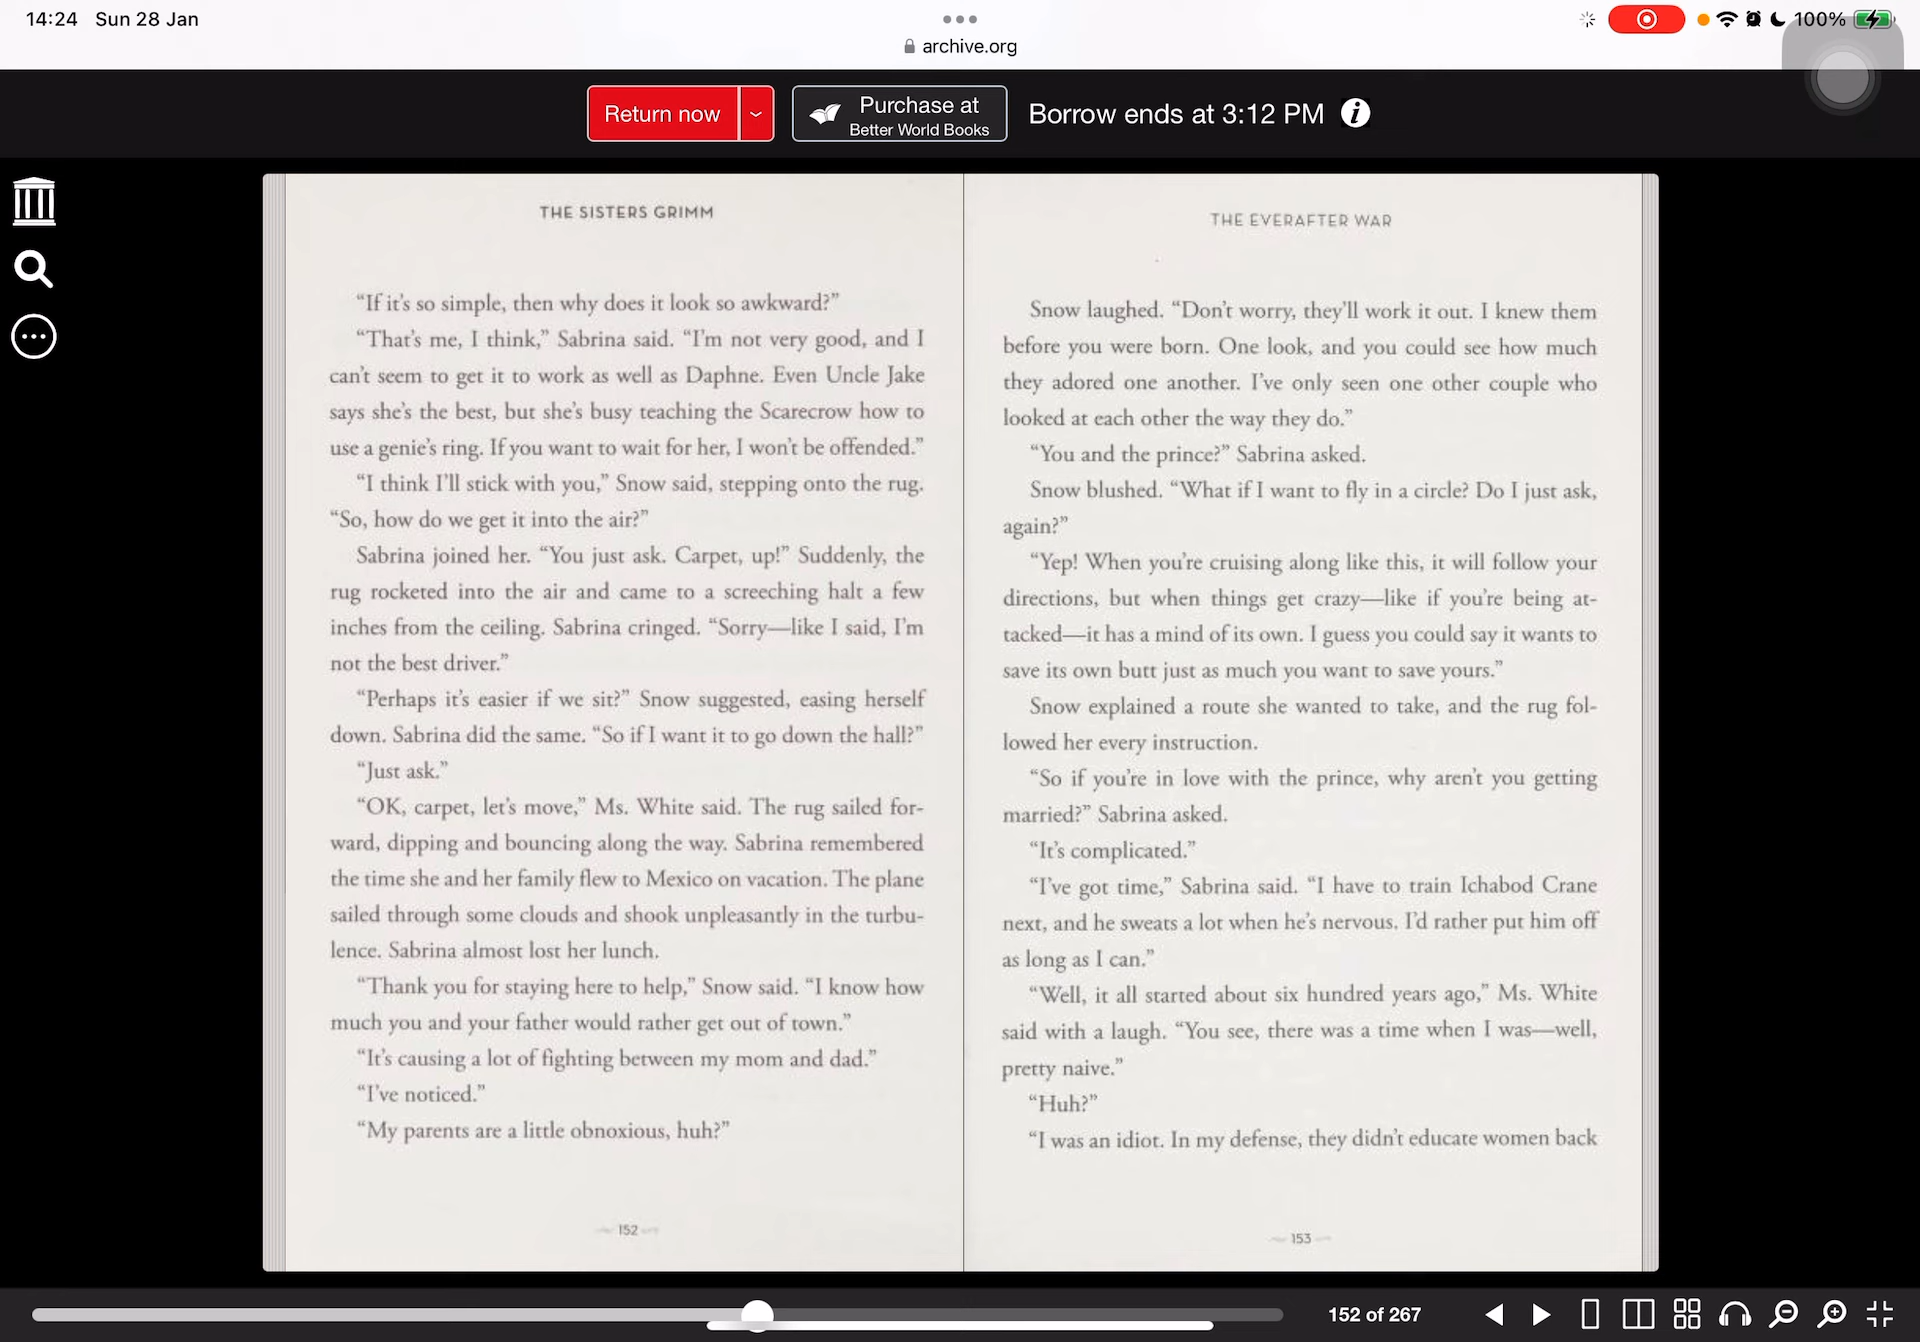 14:24 Sun 28 Jan
100%
archive.org
Return now
Purchase at
Better World Books
Borrow ends at 3:12 PM
THE SISTERS GRIMM
“If it’s so simple, then why does it look so awkward?”
“That’s me, I think,” Sabrina said. “I’m not very good, and I
can’t seem to get it to work as well as Daphne. Even Uncle Jake
says she’s the best, but she’s busy teaching the Scarecrow how to
use a genie’s ring. If you want to wait for her, I won’t be offended.”
“I think I’ll stick with you,” Snow said, stepping onto the rug.
“So, how do we get it into the air?”
Sabrina joined her. “You just ask. Carpet, up!” Suddenly, the
rug rocketed into the air and came to a screeching halt a few
inches from the ceiling. Sabrina cringed. “Sorry—like I said, I’m
not the best driver.”
“Perhaps it’s easier if we sit?” Snow suggested, easing herself
down. Sabrina did the same. “So if I want it to go down the hall?”
“Just ask.”
“OK, carpet, let’s move,” Ms. White said. The rug sailed for-
ward, dipping and bouncing along the way. Sabrina remembered
the time she and her family flew to Mexico on vacation. The plane
sailed through some clouds and shook unpleasantly in the turbu-
lence. Sabrina almost lost her lunch.
“Thank you for staying here to help,” Snow said. “I know how
much you and your father would rather get out of town.”
“It’s causing a lot of fighting between my mom and dad.”
“I’ve noticed.”
“My parents are a little obnoxious, huh?”
152
THE EVERAFTER WAR
Snow laughed. “Don’t worry, they’ll work it out. I knew them
before you were born. One look, and you could see how much
they adored one another. I’ve only seen one other couple who
looked at each other the way they do.”
“You and the prince?” Sabrina asked.
Snow blushed. “What if I want to fly in a circle? Do I just ask,
again?”
“Yep! When you’re cruising along like this, it will follow your
directions, but when things get crazy—like if you’re being at-
tacked—it has a mind of its own. I guess you could say it wants to
save its own butt just as much you want to save yours.”
Snow explained a route she wanted to take, and the rug fol-
lowed her every instruction.
“So if you’re in love with the prince, why aren’t you getting
married?” Sabrina asked.
“It’s complicated.”
“I’ve got time,” Sabrina said. “I have to train Ichabod Crane
next, and he sweats a lot when he’s nervous. I’d rather put him off
as long as I can.”
“Well, it all started about six hundred years ago,” Ms. White
said with a laugh. “You see, there was a time when I was—well,
pretty naive.”
“Huh?”
“I was an idiot. In my defense, they didn’t educate women back
153
152 of 267